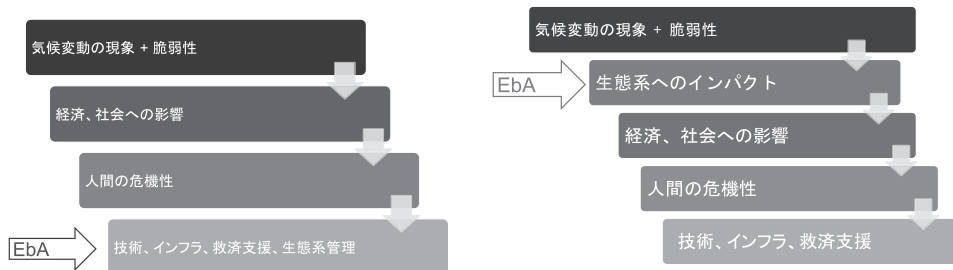 気候変動の現象 + 脆弱性
経済、社会への影響
人間の危機性
EbA
技術、インフラ、救済支援、生態系管理
気候変動の現象 + 脆弱性
EbA
生態系へのインパクト
経済、社会への影響
人間の危機性
技術、インフラ、救済支援